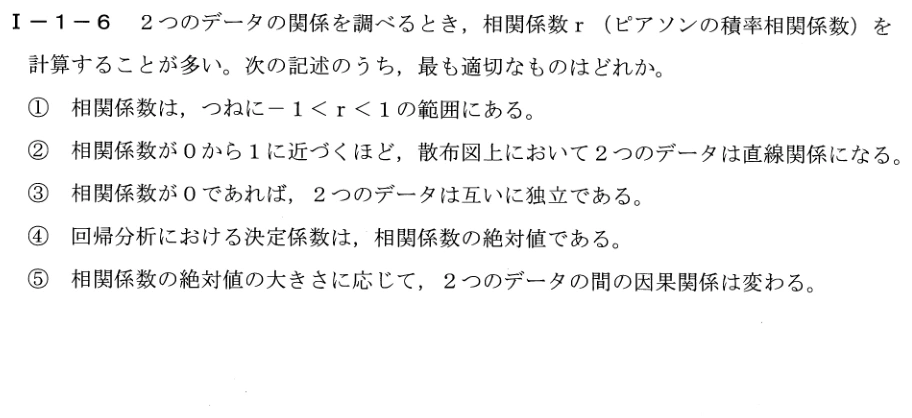 Ⅰ－１－６　２つのデータの関係を調べるとき，相関係数ｒ（ピアソンの積率相関係数）を
計算することが多い。次の記述のうち，最も適切なものはどれか。
①　相関係数は，つねに－１＜ｒ＜１の範囲にある。
②　相関係数が０から１に近づくほど，散布図上において２つのデータは直線関係になる。
③　相関係数が０であれば，２つのデータは互いに独立である。
④　回帰分析における決定係数は，相関係数の絶対値である。
⑤　相関係数の絶対値の大きさに応じて，２つのデータの間の因果関係は変わる。